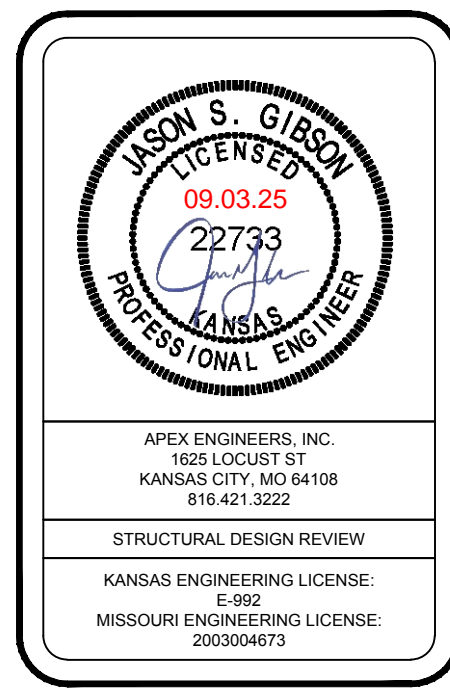 JASON S. GIBSON
LICENSED
09.03.25
22733
KANSAS
PROFESSIONAL ENGINEER
APEX ENGINEERS, INC.
1625 LOCUST ST
KANSAS CITY, MO 64108
816.421.3222
STRUCTURAL DESIGN REVIEW
KANSAS ENGINEERING LICENSE:
E-992
MISSOURI ENGINEERING LICENSE:
2003004673